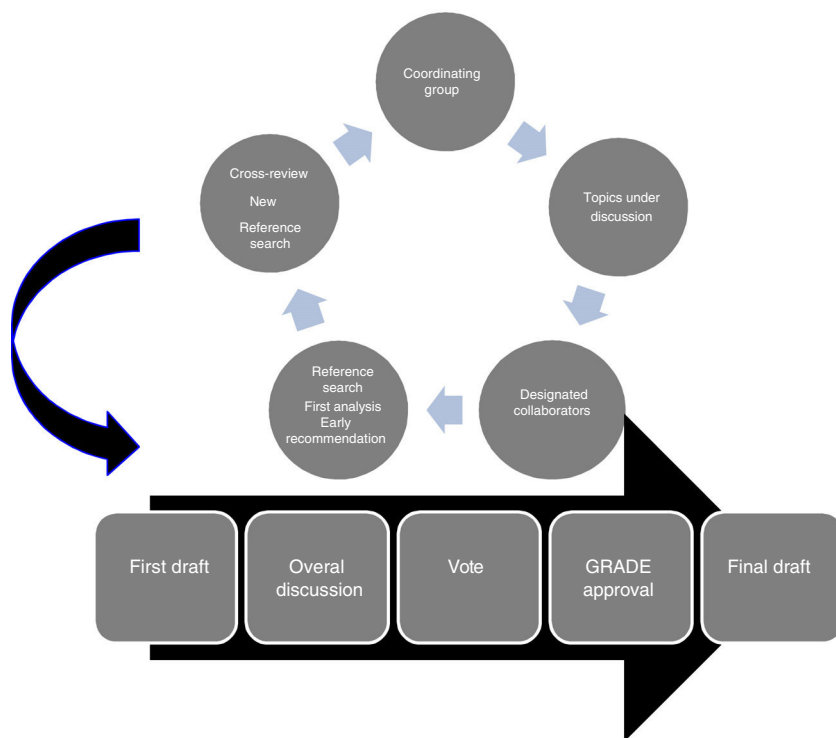 Coordinating
group
Topics under
discussion
Designated
collaborators
Reference
search
First analysis
Early
recommendation
Cross-review
New
Reference
search
First draft
Overal
discussion
Vote
GRADE
approval
Final draft